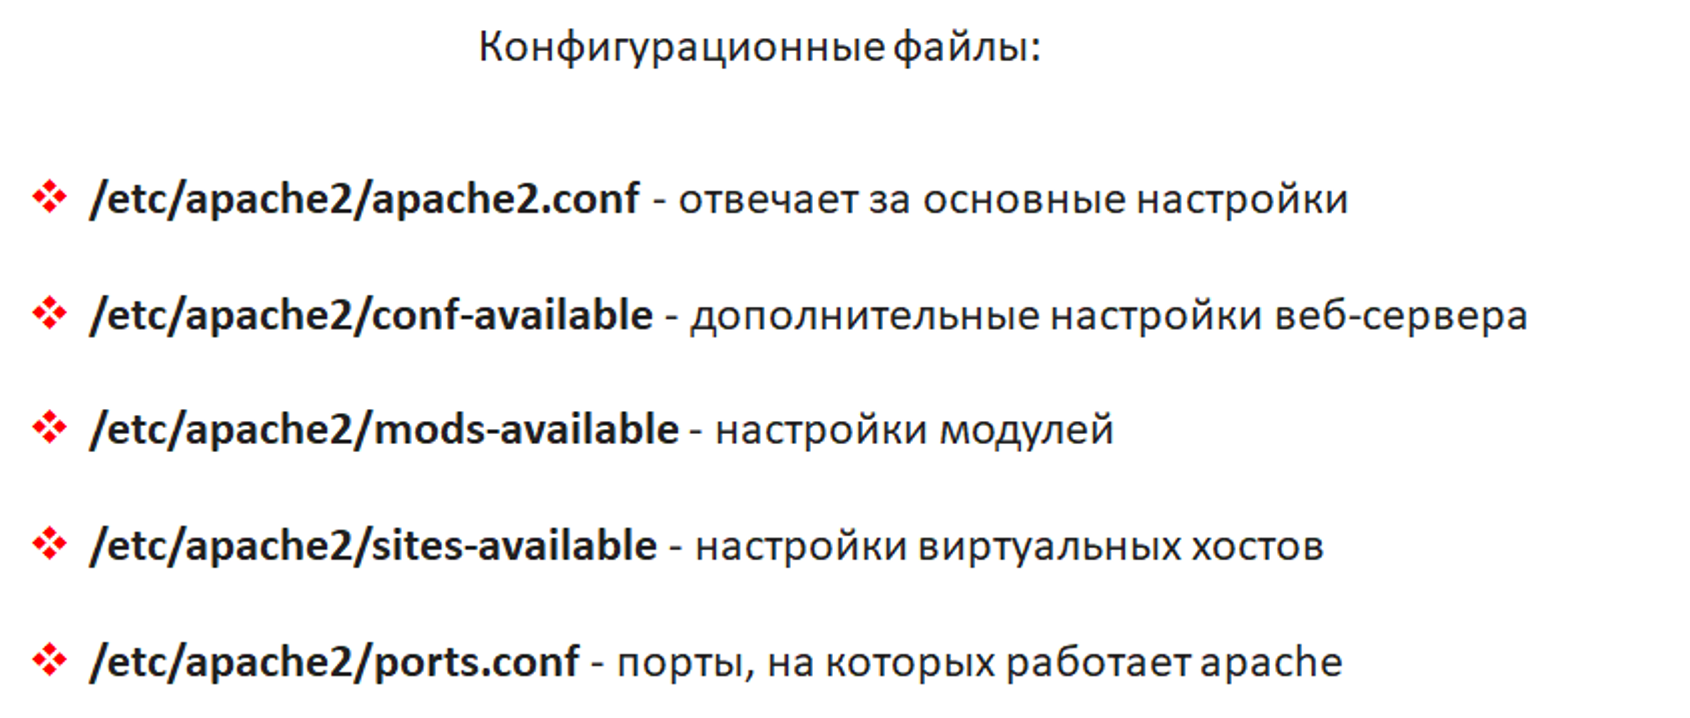 Конфигурационные файлы:
/etc/apache2/apache2.conf - отвечает за основные настройки
/etc/apache2/conf-available - дополнительные настройки веб-сервера
/etc/apache2/mods-available - настройки модулей
/etc/apache2/sites-available - настройки виртуальных хостов
/etc/apache2/ports.conf - порты, на которых работает apache